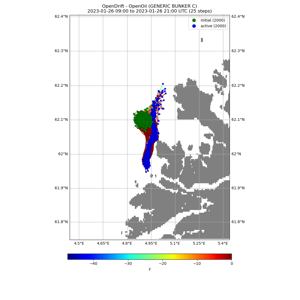 OpenDrift - OpenOil (GENERIC BUNKER C)
2023-01-26 09:00 to 2023-01-28 21:00 UTC (25 steps)
initial (2000)
active (2000)
62.4°N
62.4°N
62.3°N
62.3°N
62.2°N
62.2°N
62.1°N
62.1°N
62°N
62°N
61.9°N
61.9°N
61.8°N
61.8°N
4.5°E
4.65°E
4.8°E
4.95°E
5.1°E
5.25°E
5.4°E
−40
−30
−20
−10
0